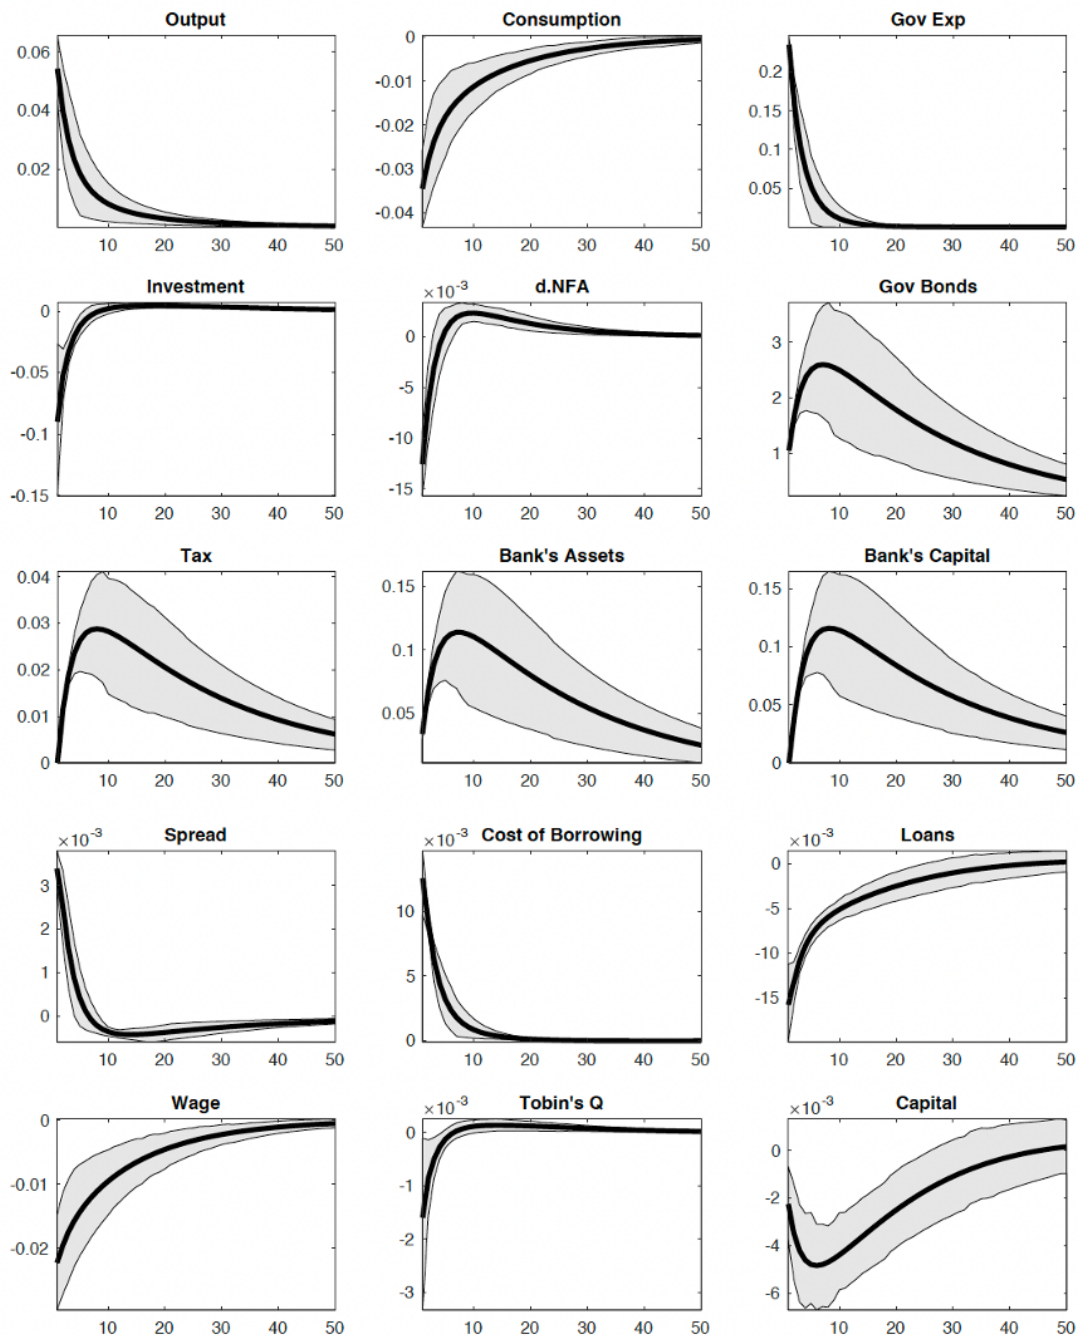 Output Consumption Gov Exp
0.06 0 0.2
0.04 -0.01 0.15
0.02 -0.02 0.1
-0.03 0.05
-0.04
10 20 30 40 50 10 20 30 40 50 10 20 30 40 50
Investment d.NFA Gov Bonds
×10⁻³
0 0 3
-0.05 -5 2
-0.1 -10 1
-0.15 -15
10 20 30 40 50 10 20 30 40 50 10 20 30 40 50
Tax Bank's Assets Bank's Capital
0.04 0.15 0.15
0.03 0.1 0.1
0.02 0.05 0.05
0.01
0 0
10 20 30 40 50 10 20 30 40 50 10 20 30 40 50
Spread Cost of Borrowing Loans
×10⁻³ ×10⁻³ ×10⁻³
3 10 0
2 5 -5
1 0 -10
0 -15
10 20 30 40 50 10 20 30 40 50 10 20 30 40 50
Wage Tobin's Q Capital
×10⁻³ ×10⁻³
0 0 0
-0.01 -1 -2
-0.02 -2 -4
-3 -6
10 20 30 40 50 10 20 30 40 50 10 20 30 40 50